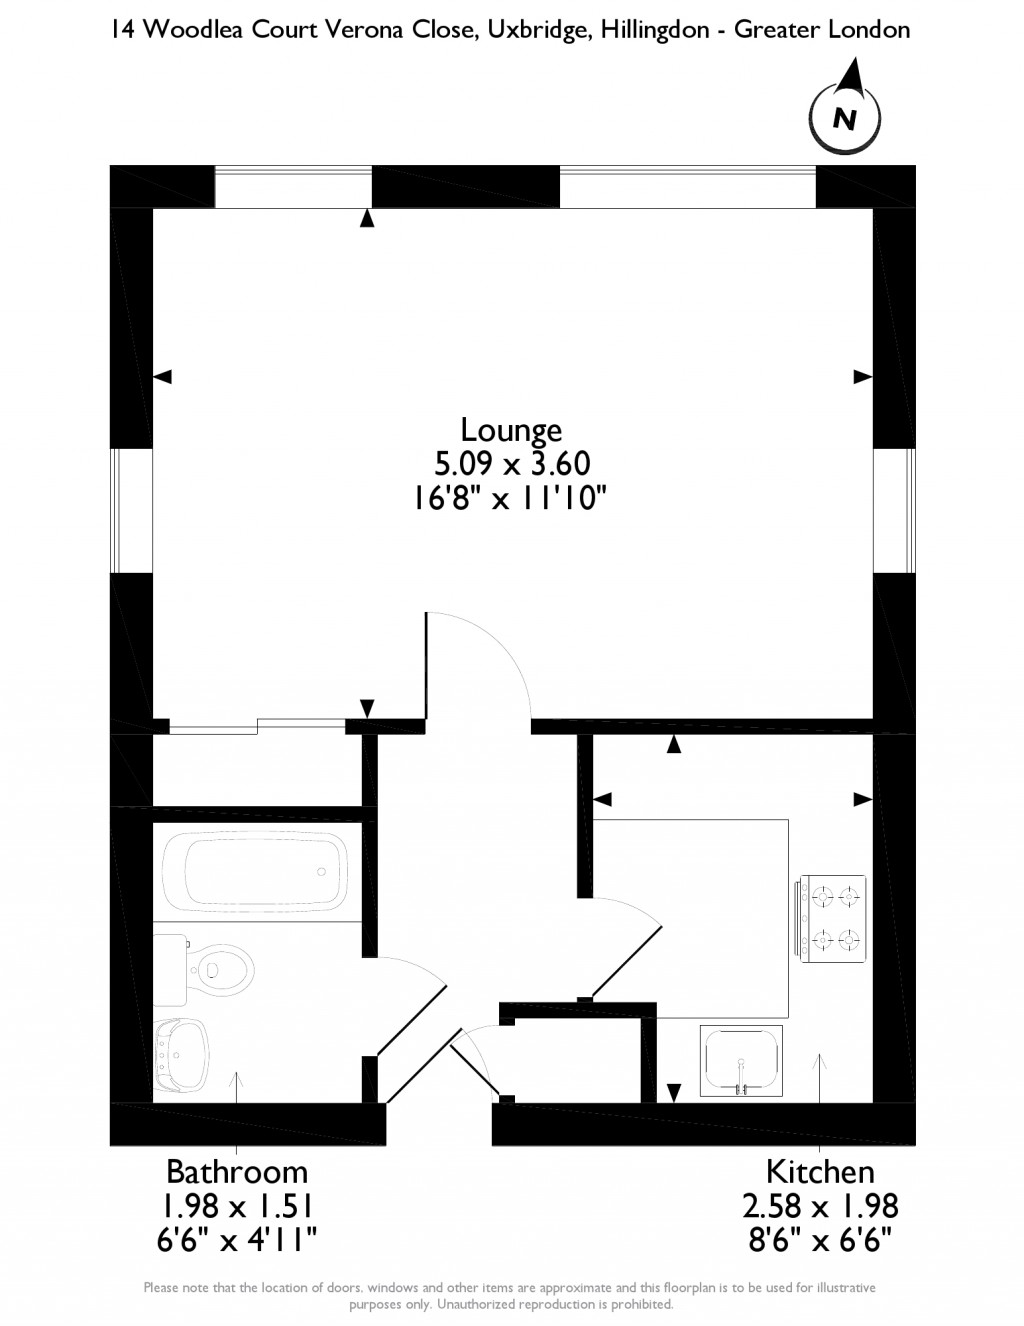 14 Woodlea Court Verona Close, Uxbridge, Hillingdon - Greater London
N
Lounge
5.09 x 3.60
16'8" x 11'10"
Bathroom
1.98 x 1.51
6'6" x 4'11"
Kitchen
2.58 x 1.98
8'6" x 6'6"
Please note that the location of doors, windows and other items are approximate and this floorplan is to be used for illustrative
purposes only. Unauthorized reproduction is prohibited.